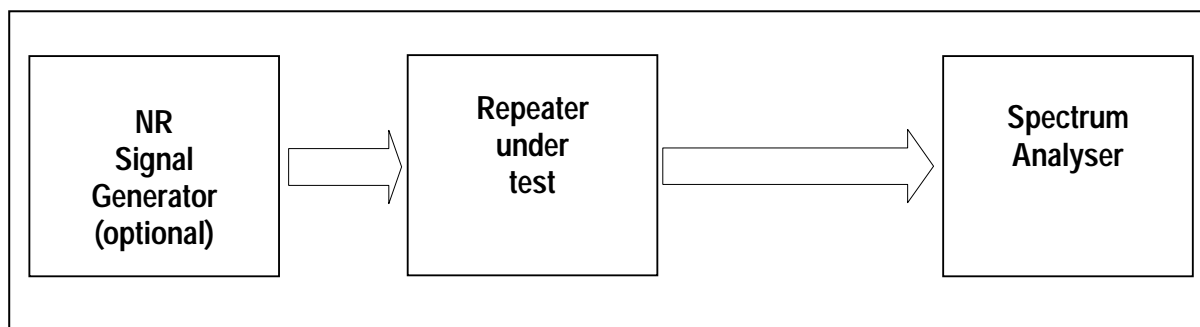 NR
Signal
Generator
(optional)
Repeater
under
test
Spectrum
Analyser